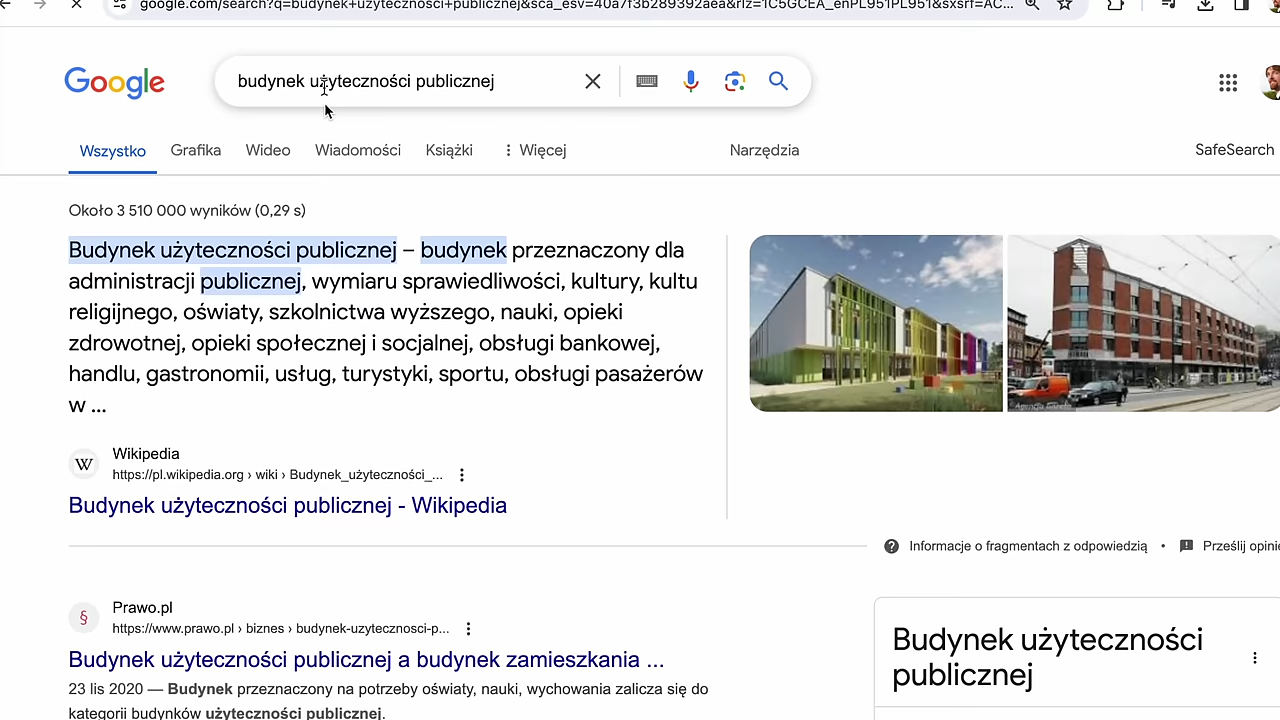 google.com/search?q=budynek+użyteczności+publicznej&sca_esv=40a7f3b289392aea&rlz=1C5GCEA_enPL951PL951&sxsrf=AC...
Google
budynek użyteczności publicznej
Wszystko Grafika Wideo Wiadomości Książki Więcej Narzędzia SafeSearch
Około 3 510 000 wyników (0,29 s)
Budynek użyteczności publicznej – budynek przeznaczony dla
administracji publicznej, wymiaru sprawiedliwości, kultury, kultu
religijnego, oświaty, szkolnictwa wyższego, nauki, opieki
zdrowotnej, opieki społecznej i socjalnej, obsługi bankowej,
handlu, gastronomii, usług, turystyki, sportu, obsługi pasażerów
w ...
Agencja Gazeta
W
Wikipedia
https://pl.wikipedia.org › wiki › Budynek_użyteczności_...
Budynek użyteczności publicznej - Wikipedia
Informacje o fragmentach z odpowiedzią • Prześlij opinię
§
Prawo.pl
https://www.prawo.pl › biznes › budynek-uzytecznosci-p...
Budynek użyteczności publicznej a budynek zamieszkania ...
23 lis 2020 — Budynek przeznaczony na potrzeby oświaty, nauki, wychowania zalicza się do
kategorii budynków użyteczności publicznej.
Budynek użyteczności
publicznej